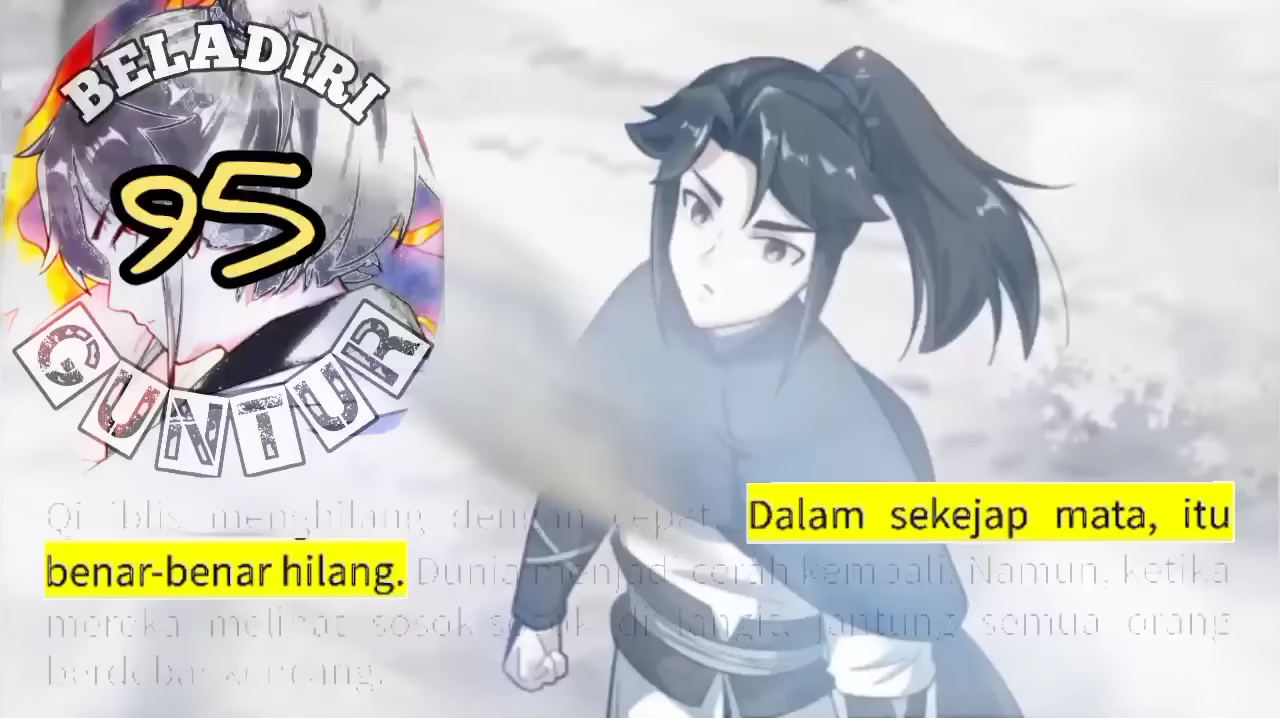 BELADIRI
95
GUNTUR
Qi iblis menghilang dengan cepat. Dalam sekejap mata, itu
benar-benar hilang. Dunia menjadi cerah kembali. Namun, ketika
mereka melihat sosok-sosok di langit, jantung semua orang
berdebar kencang.